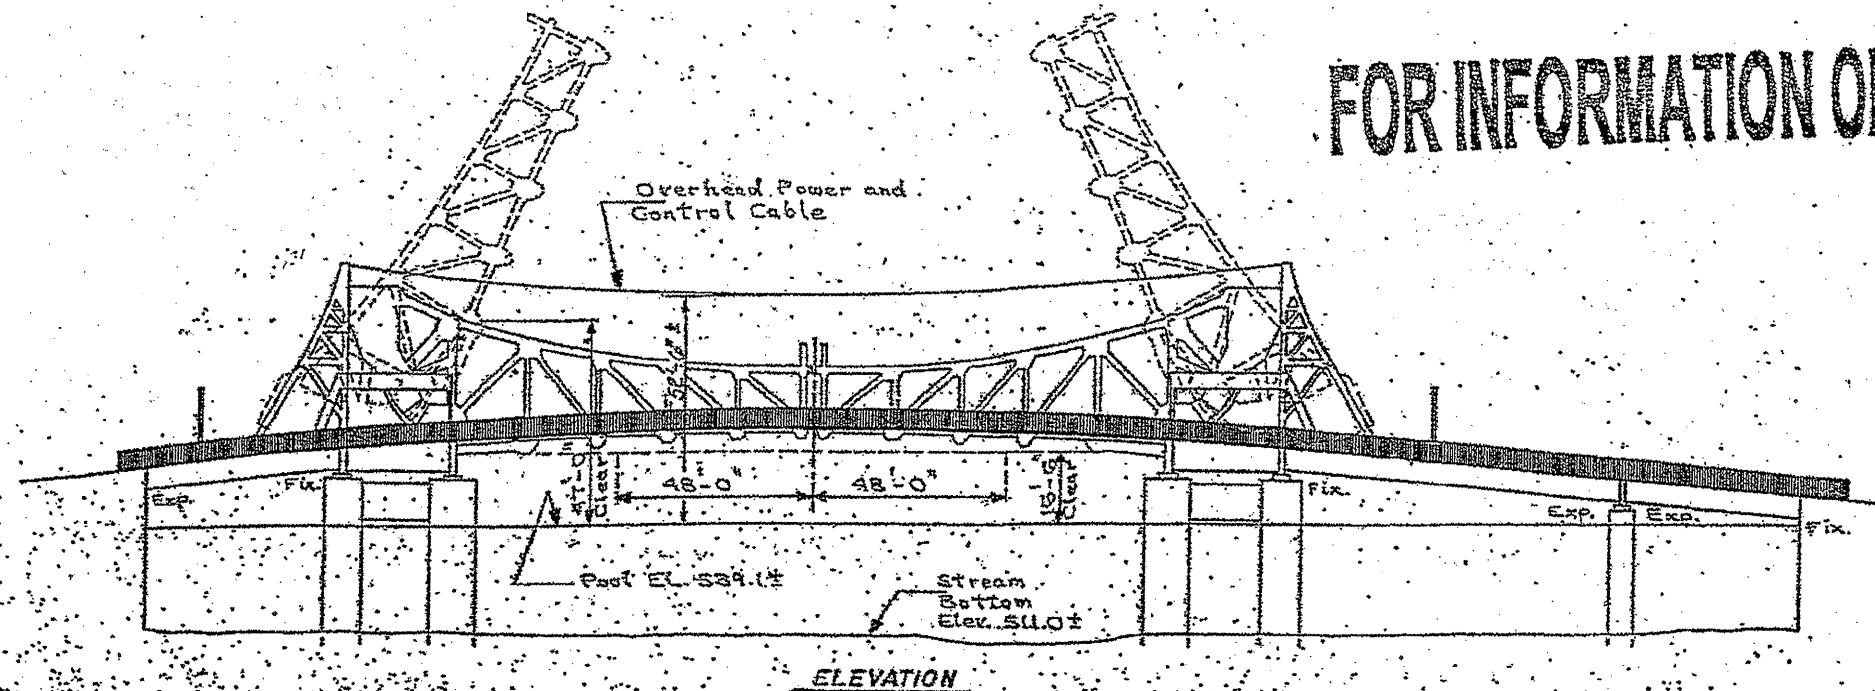 FOR INFORMATION
Overhead Power and
Control Cable
Clear
48'-0"
48'-0"
Clear
Exp.
Fix.
Fix.
Exp.
Exp.
Fix.
Pool El. 539.1±
Stream
Bottom
Elev. 511.0±
ELEVATION